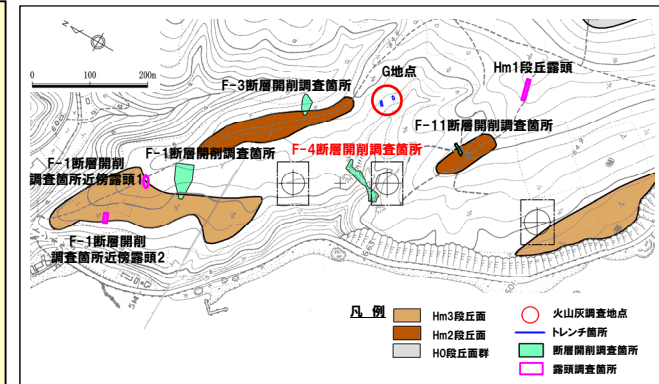 N
0 100 200m
G地点
Hm1段丘露頭
F-3断層開削調査箇所
F-11断層開削調査箇所
F-1断層開削調査箇所
F-4断層開削調査箇所
F-1断層開削
調査箇所近傍露頭1
F-1断層開削
調査箇所近傍露頭2
凡 例
Hm3段丘面
Hm2段丘面
H0段丘面群
火山灰調査地点
トレンチ箇所
断層開削調査箇所
露頭調査箇所